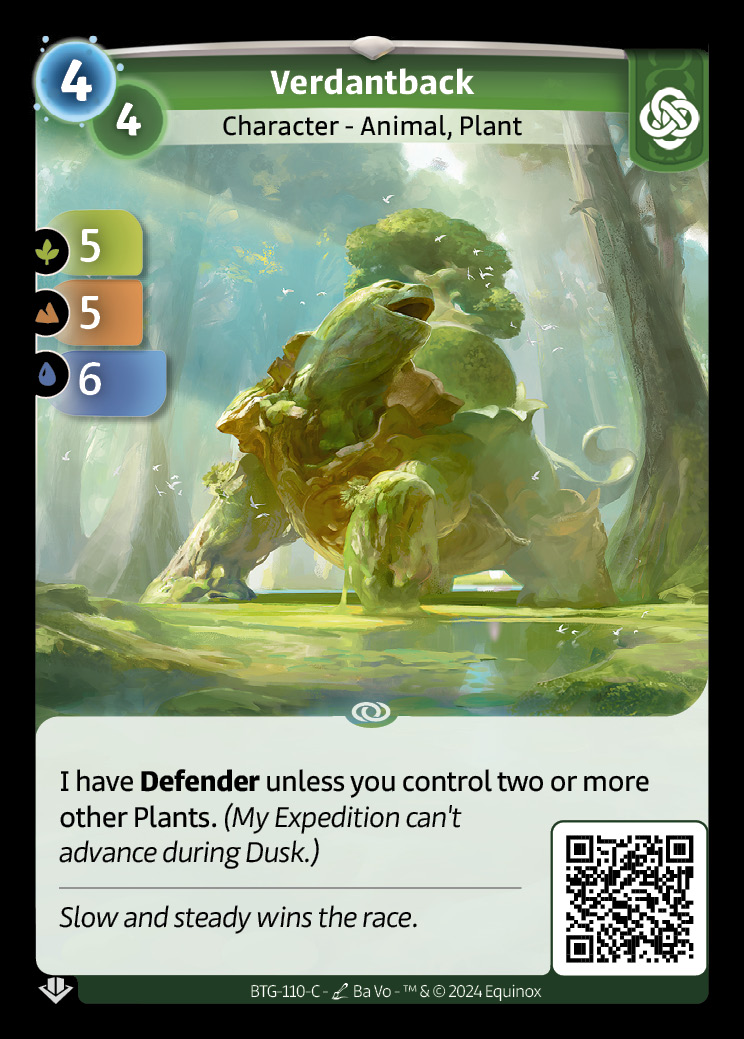 4
Verdantback
4
Character - Animal, Plant
5
5
6
I have Defender unless you control two or more
other Plants. (My Expedition can't
advance during Dusk.)
Slow and steady wins the race.
BTG-110-C - Ba Vo - ™ & © 2024 Equinox